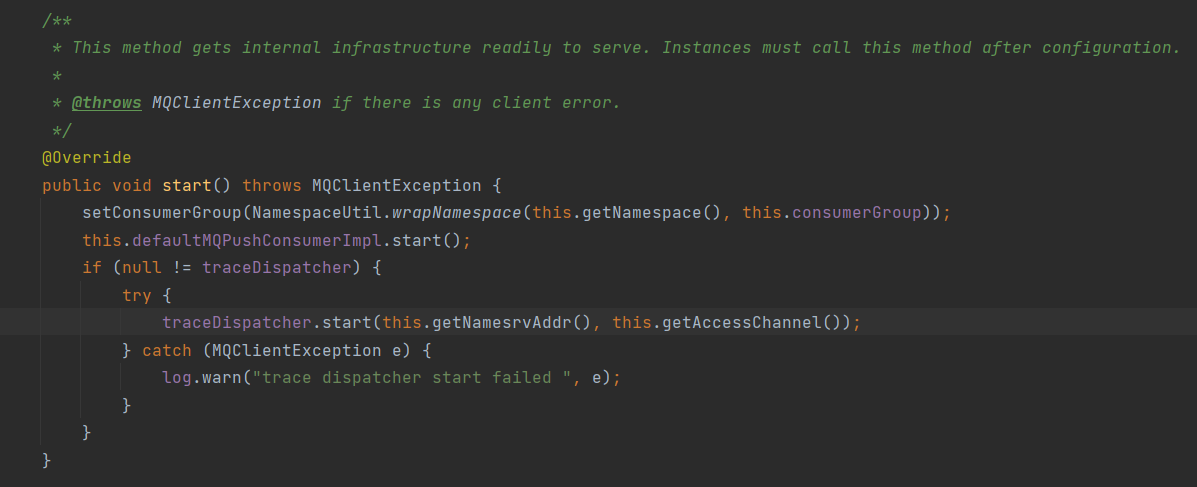 /**
 * This method gets internal infrastructure readily to serve. Instances must call this method after configuration.
 *
 * @throws MQClientException if there is any client error.
 */
@Override
public void start() throws MQClientException {
    setConsumerGroup(NamespaceUtil.wrapNamespace(this.getNamespace(), this.consumerGroup));
    this.defaultMQPushConsumerImpl.start();
    if (null != traceDispatcher) {
        try {
            traceDispatcher.start(this.getNamesrvAddr(), this.getAccessChannel());
        } catch (MQClientException e) {
            log.warn("trace dispatcher start failed ", e);
        }
    }
}